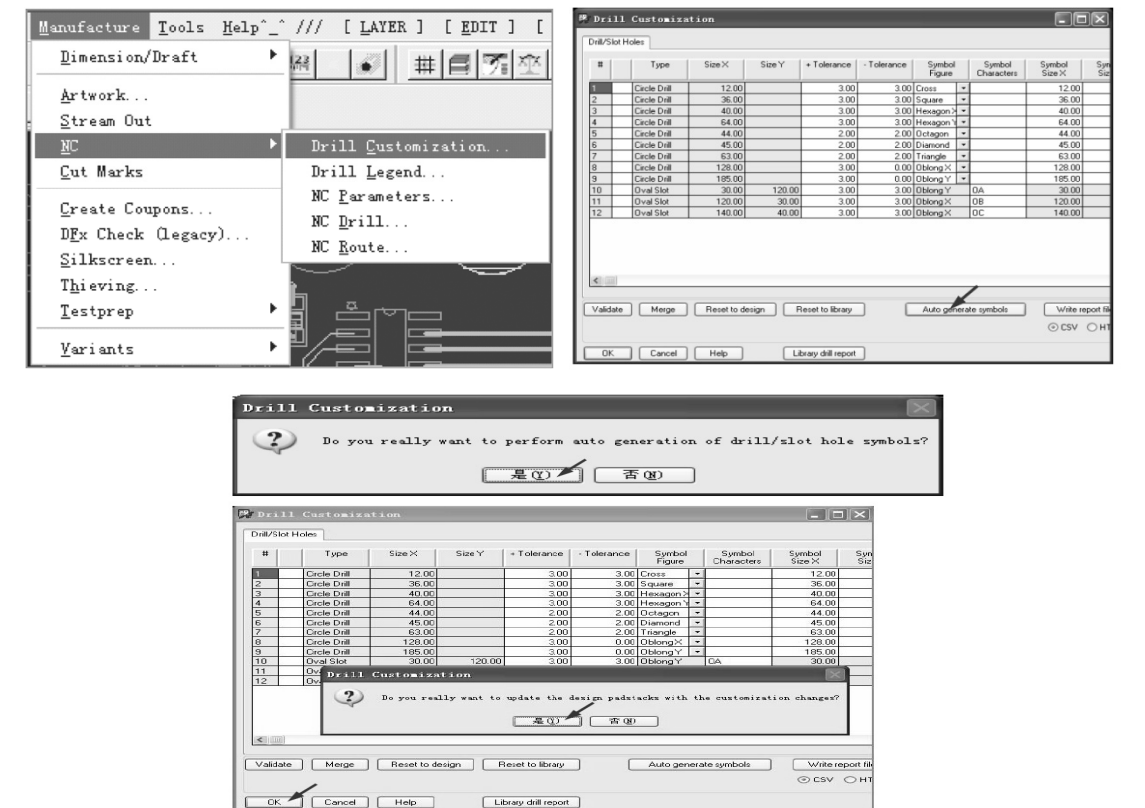 Manufacture Tools Help^_^ /// [ LAYER ] [ EDIT ] [
Dimension/Draft
Artwork...
Stream Out
NC
Cut Marks
Create Coupons...
DFx Check (legacy)...
Silkscreen...
Thieving...
Testprep
Variants
Drill Customization...
Drill Legend...
NC Parameters...
NC Drill...
NC Route...
Drill Customization
Drill/Slot Holes
# Type Size X Size Y + Tolerance - Tolerance Symbol Figure Symbol Characters Symbol Size X Sym Siz
1 Circle Drill 12.00 3.00 3.00 Cross 12.00
2 Circle Drill 36.00 3.00 3.00 Square 36.00
3 Circle Drill 40.00 3.00 3.00 Hexagon X 40.00
4 Circle Drill 64.00 3.00 3.00 Hexagon Y 64.00
5 Circle Drill 44.00 2.00 2.00 Octagon 44.00
6 Circle Drill 45.00 2.00 2.00 Diamond 45.00
7 Circle Drill 63.00 2.00 2.00 Triangle 63.00
8 Circle Drill 128.00 3.00 0.00 Oblong X 128.00
9 Circle Drill 185.00 3.00 0.00 Oblong Y 185.00
10 Oval Slot 30.00 120.00 3.00 3.00 Oblong Y OA 30.00
11 Oval Slot 120.00 30.00 3.00 3.00 Oblong X OB 120.00
12 Oval Slot 140.00 40.00 3.00 3.00 Oblong X OC 140.00
Validate Merge Reset to design Reset to library Auto generate symbols Write report fil
CSV HT
OK Cancel Help Library drill report
Drill Customization
Do you really want to perform auto generation of drill/slot hole symbols?
是(Y) 否(N)
Drill Customization
Drill/Slot Holes
# Type Size X Size Y + Tolerance - Tolerance Symbol Figure Symbol Characters Symbol Size X Sym Siz
1 Circle Drill 12.00 3.00 3.00 Cross 12.00
2 Circle Drill 36.00 3.00 3.00 Square 36.00
3 Circle Drill 40.00 3.00 3.00 Hexagon X 40.00
4 Circle Drill 64.00 3.00 3.00 Hexagon Y 64.00
5 Circle Drill 44.00 2.00 2.00 Octagon 44.00
6 Circle Drill 45.00 2.00 2.00 Diamond 45.00
7 Circle Drill 63.00 2.00 2.00 Triangle 63.00
8 Circle Drill 128.00 3.00 0.00 Oblong X 128.00
9 Circle Drill 185.00 3.00 0.00 Oblong Y 185.00
10 Oval Slot 30.00 120.00 3.00 3.00 Oblong Y OA 30.00
11 Ov
12 Ov
Drill Customization
Do you really want to update the design padstacks with the customization changes?
是(Y) 否(N)
Validate Merge Reset to design Reset to library Auto generate symbols Write report fil
CSV HT
OK Cancel Help Library drill report